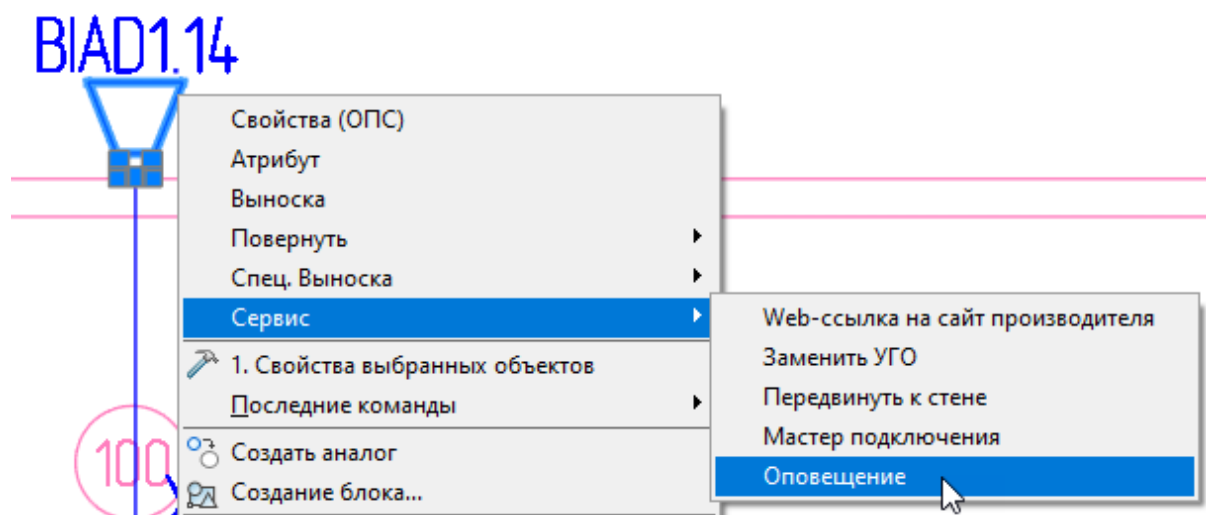 BIAD1.14
Свойства (ОПС)
Атрибут
Выноска
Повернуть
Спец. Выноска
Сервис
1. Свойства выбранных объектов
Последние команды
Создать аналог
Создание блока...
Web-ссылка на сайт производителя
Заменить УГО
Передвинуть к стене
Мастер подключения
Оповещение
100